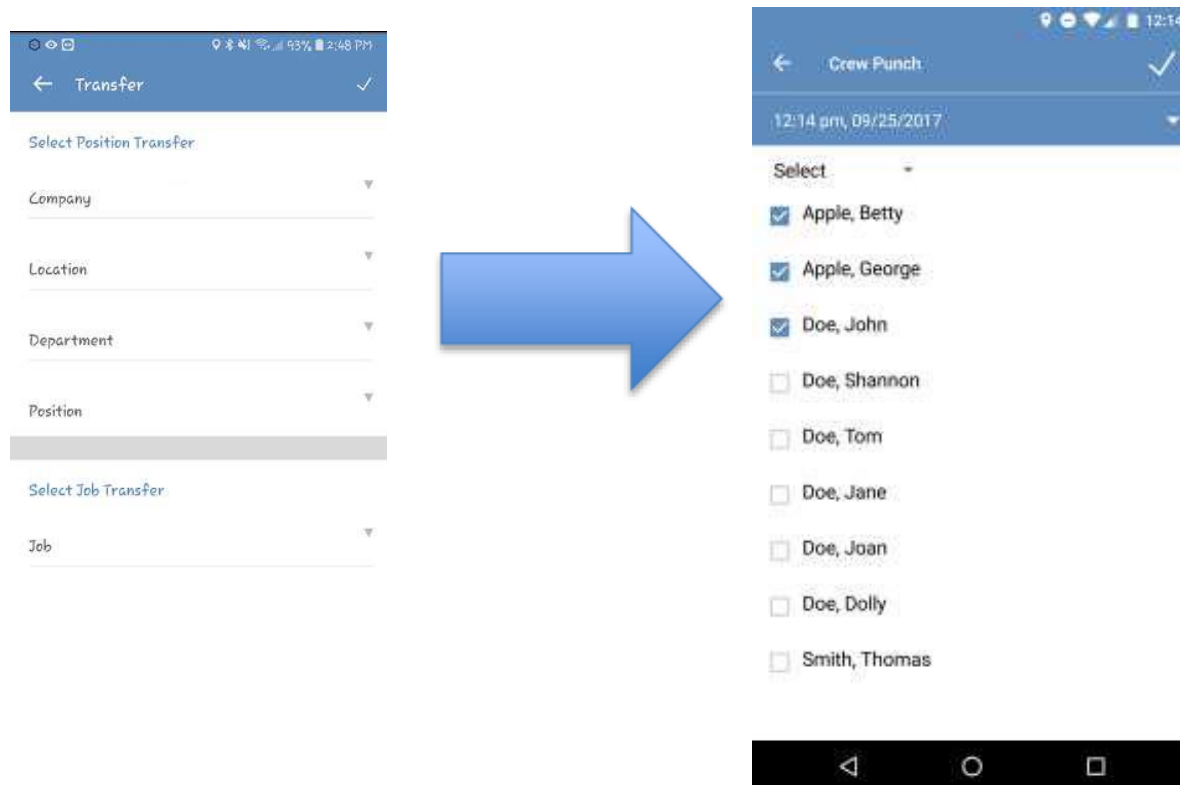 93% 2:48 PM
Transfer
Select Position Transfer
Company
Location
Department
Position
Select Job Transfer
Job
12:14
Crew Punch
12:14 pm, 09/25/2017
Select
Apple, Betty
Apple, George
Doe, John
Doe, Shannon
Doe, Tom
Doe, Jane
Doe, Joan
Doe, Dolly
Smith, Thomas